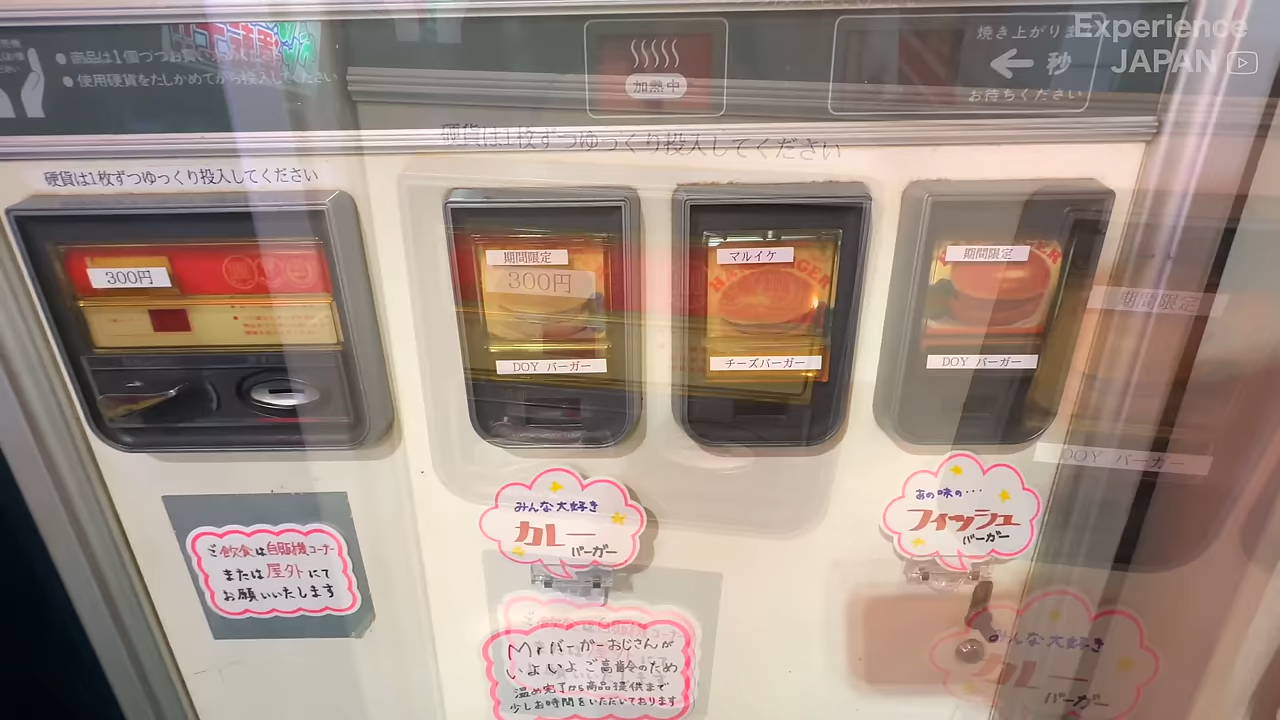 Experience
JAPAN
●商品は1個づつお
●使用硬貨をたしかめてから投入してください
加熱中
焼き上がりま
秒
お待ちください
硬貨は1枚ずつゆっくり投入してください
硬貨は1枚ずつゆっくり投入してください
300円
期間限定
300円
DOY バーガー
マルイケ
チーズバーガー
期間限定
DOY バーガー
期間限定
DOY バーガー
みんな大好き
カレー
バーガー
あの味の・・・
フィッシュ
バーガー
ご飲食は自販機コーナー
または屋外にて
お願いいたします
Mrバーガーおじさんが
いよいよご高齢のため
温め完了から商品提供まで
少しお時間をいただいております
みんな大好き
カレー
バーガー